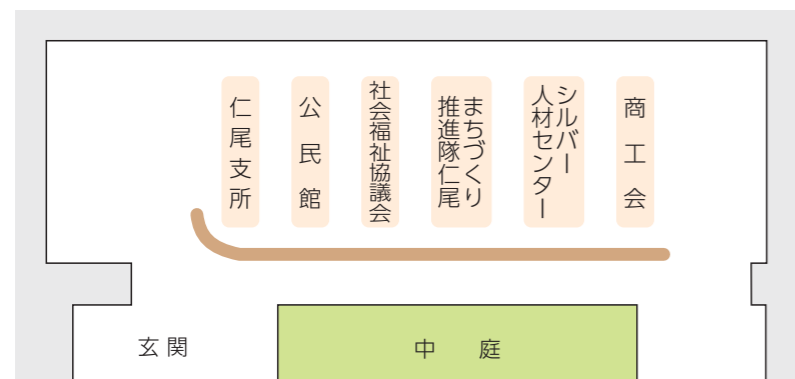 仁尾支所
公民館
社会福祉協議会
まちづくり
推進隊仁尾
シルバー
人材センター
商工会
玄関
中庭